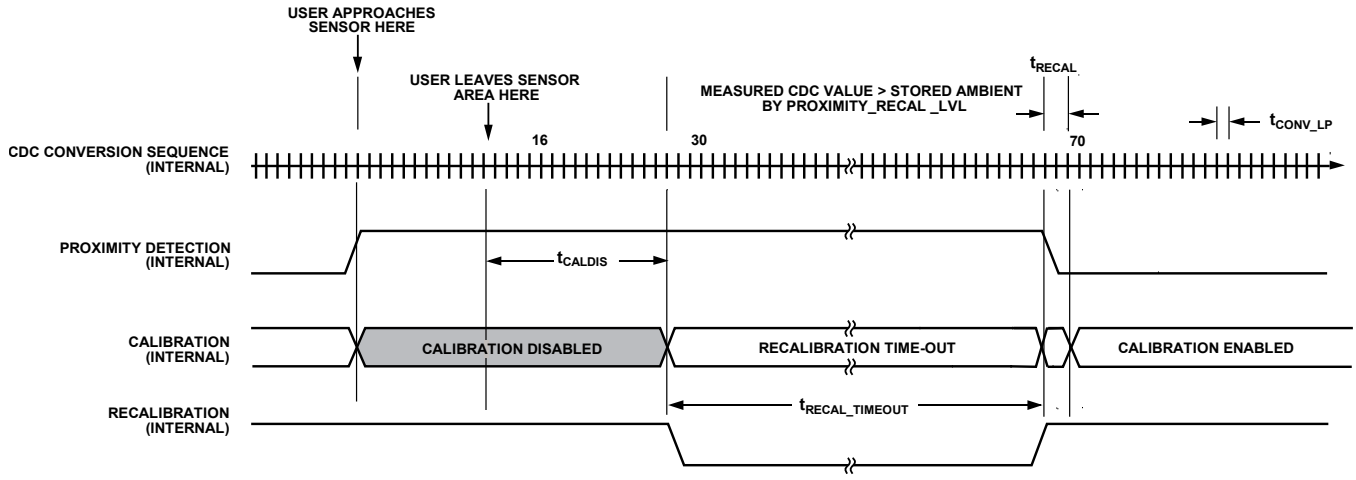 USER APPROACHES
SENSOR HERE
USER LEAVES SENSOR
AREA HERE
MEASURED CDC VALUE > STORED AMBIENT
BY PROXIMITY_RECAL _LVL
tRECAL
tCONV_LP
16
30
70
CDC CONVERSION SEQUENCE
(INTERNAL)
PROXIMITY DETECTION
(INTERNAL)
tCALDIS
CALIBRATION
(INTERNAL)
CALIBRATION DISABLED
RECALIBRATION TIME-OUT
CALIBRATION ENABLED
RECALIBRATION
(INTERNAL)
tRECAL_TIMEOUT